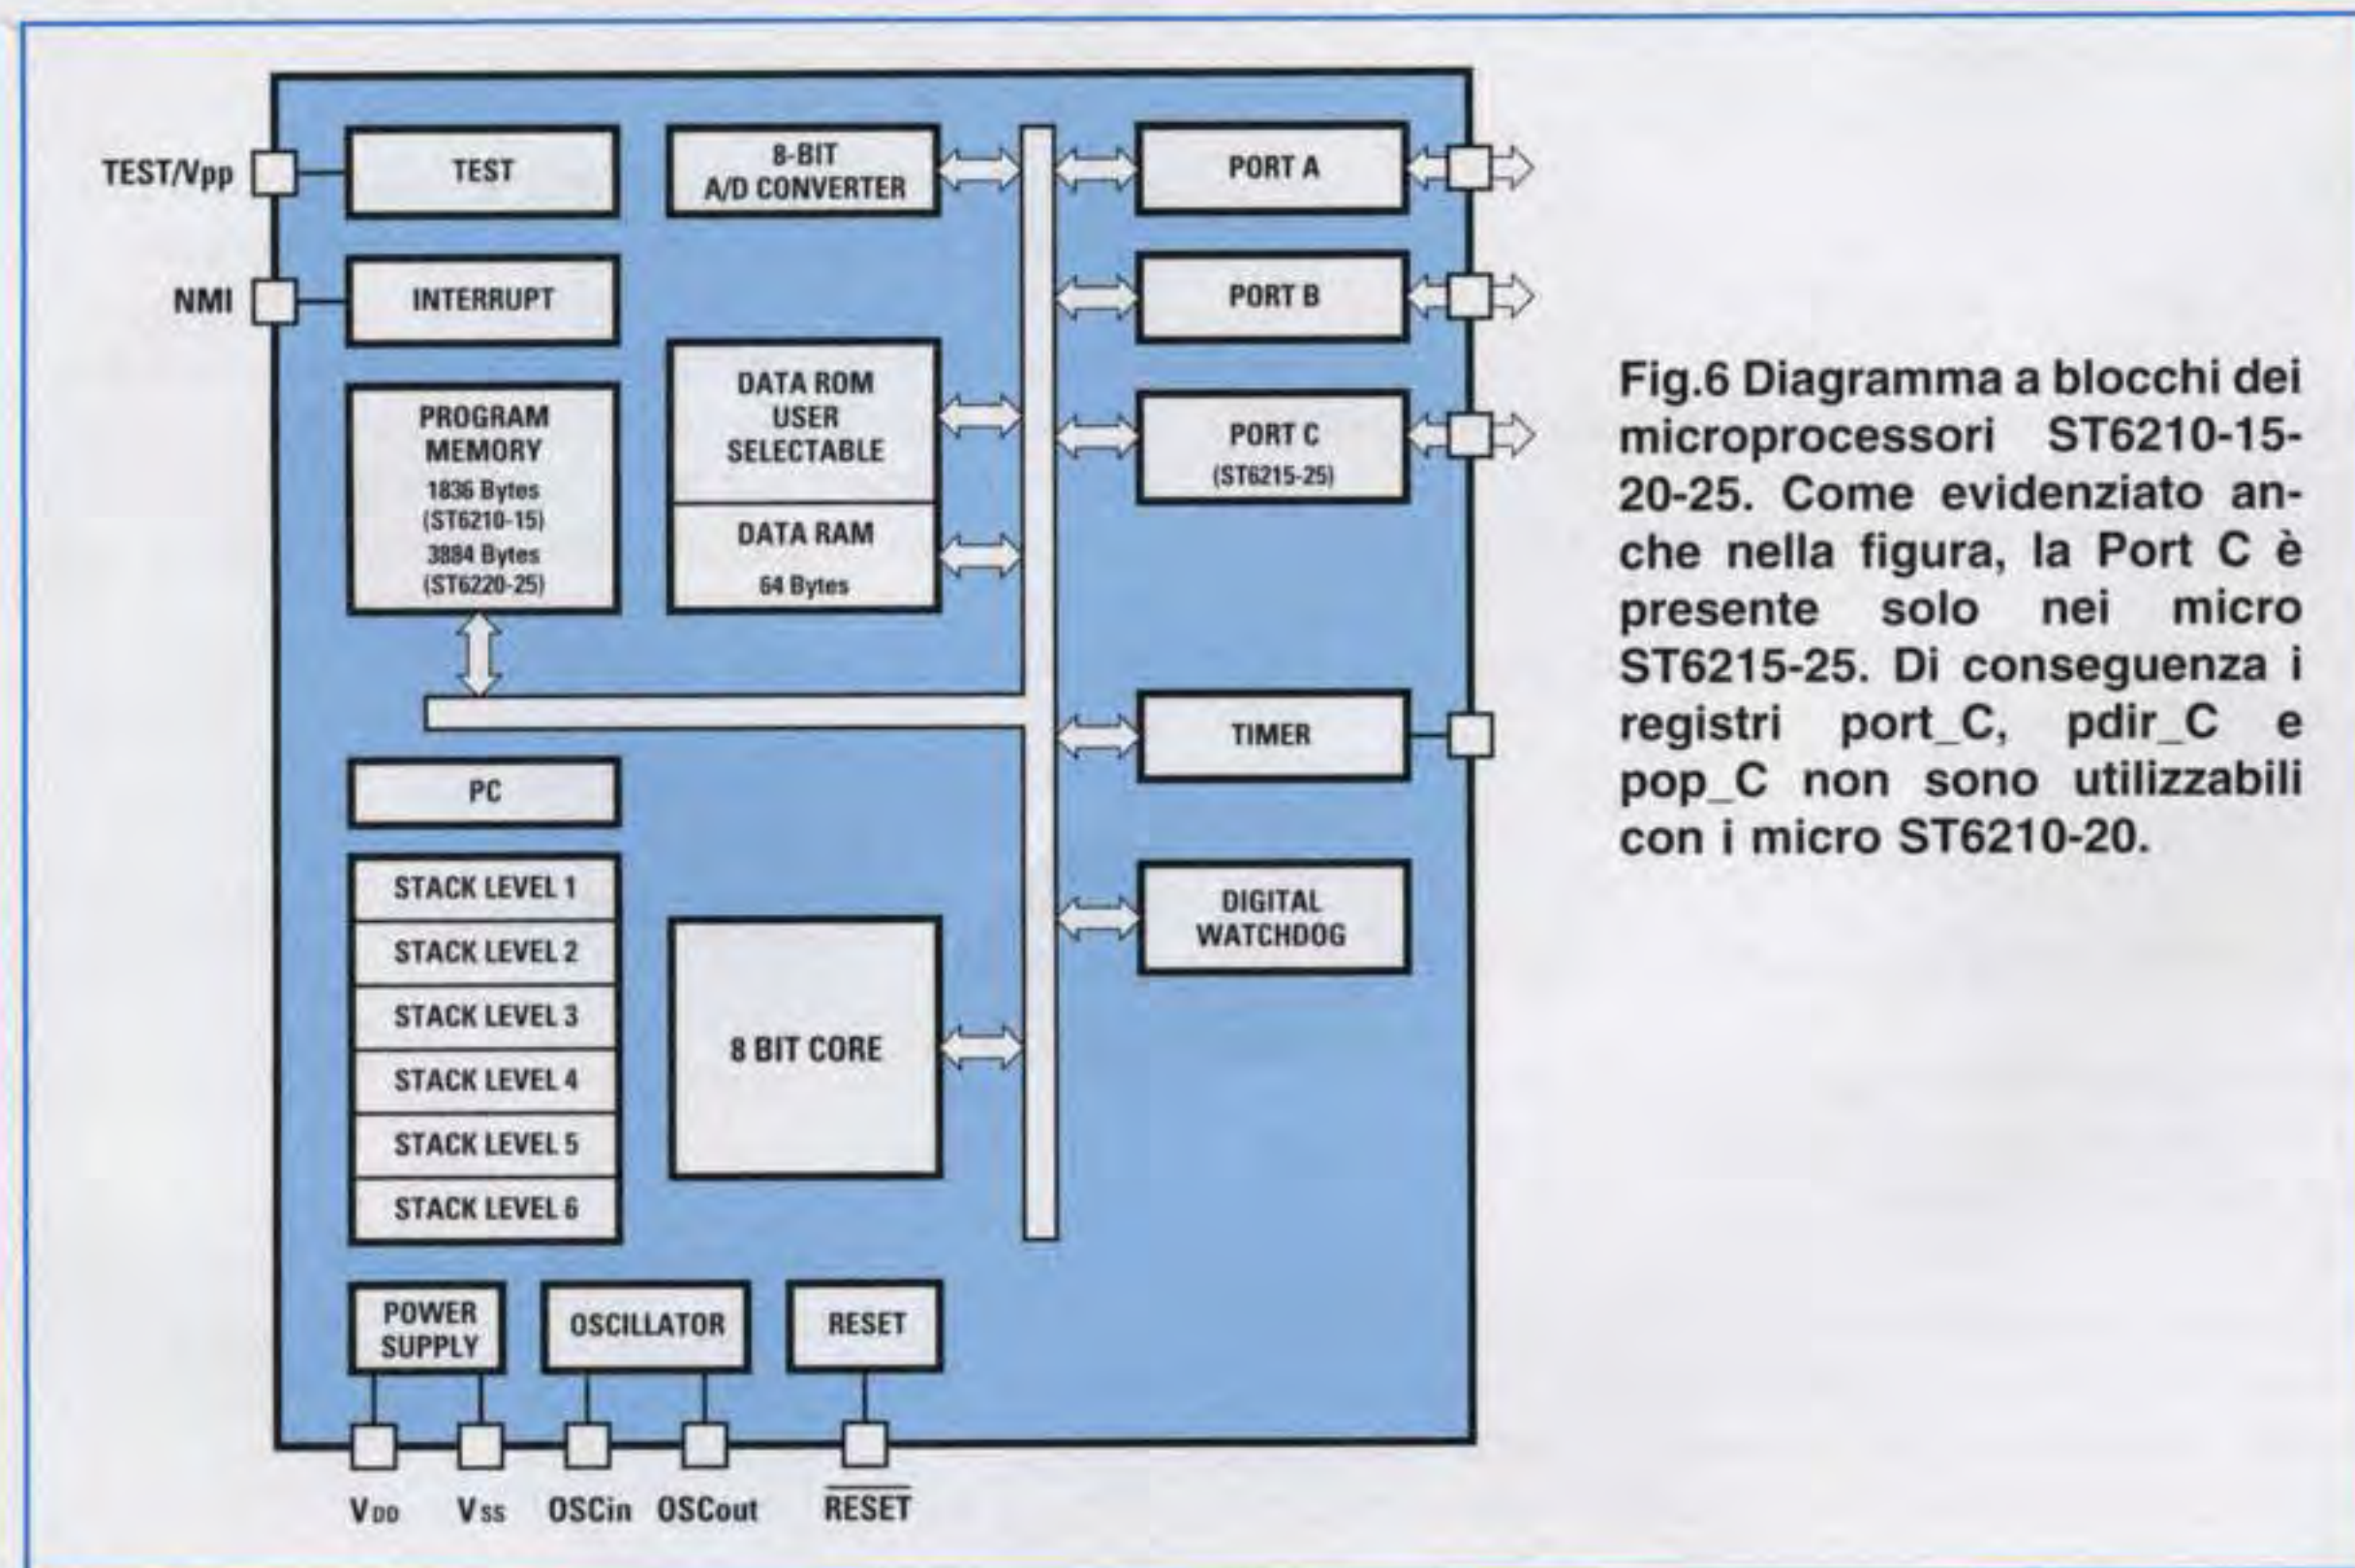 TEST/Vpp
TEST
8-BIT
A/D CONVERTER
PORT A
NMI
INTERRUPT
PORT B
PROGRAM
MEMORY
1836 Bytes
(ST6210-15)
3884 Bytes
(ST6220-25)
DATA ROM
USER
SELECTABLE
DATA RAM
64 Bytes
PORT C
(ST6215-25)
TIMER
PC
DIGITAL
WATCHDOG
STACK LEVEL 1
STACK LEVEL 2
STACK LEVEL 3
STACK LEVEL 4
STACK LEVEL 5
STACK LEVEL 6
8 BIT CORE
POWER
SUPPLY
OSCILLATOR
RESET
VDD
VSS
OSCin
OSCout
RESET
Fig.6 Diagramma a blocchi dei
microprocessori ST6210-15-
20-25. Come evidenziato an-
che nella figura, la Port C è
presente solo nei micro
ST6215-25. Di conseguenza i
registri port_C, pdir_C e
pop_C non sono utilizzabili
con i micro ST6210-20.